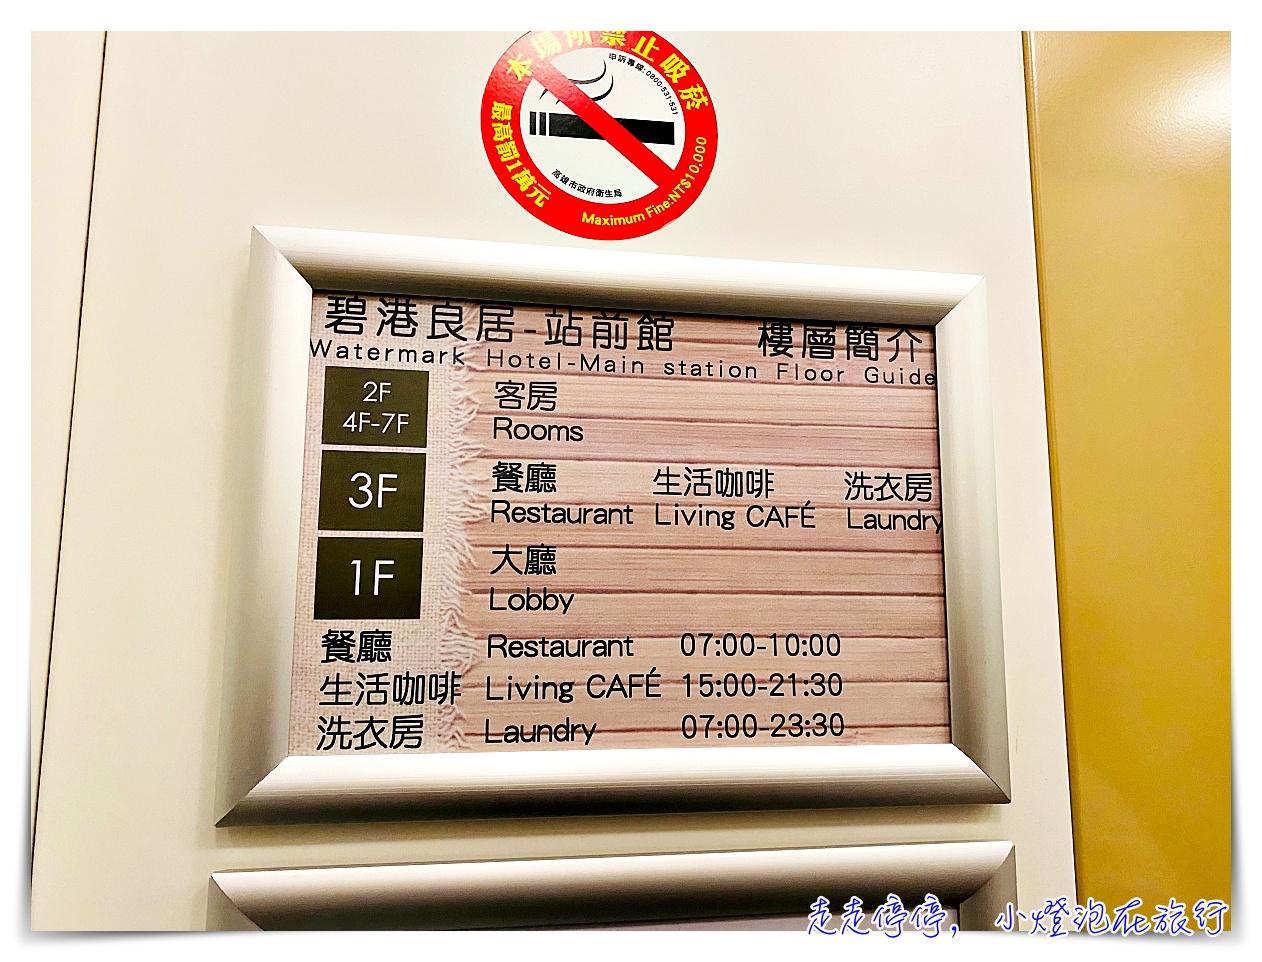 本場所禁止吸菸
申訴專線:0800-531-531
最高罰1萬元
高雄市政府衛生局
Maximum Fine:NT$10,000
碧港良居-站前館 樓層簡介
Watermark Hotel-Main station Floor Guide
2F
4F-7F
客房
Rooms
3F
餐廳 生活咖啡 洗衣房
Restaurant Living CAFÉ Laundry
1F
大廳
Lobby
餐廳 Restaurant 07:00-10:00
生活咖啡 Living CAFÉ 15:00-21:30
洗衣房 Laundry 07:00-23:30
走走停停, 小燈泡在旅行